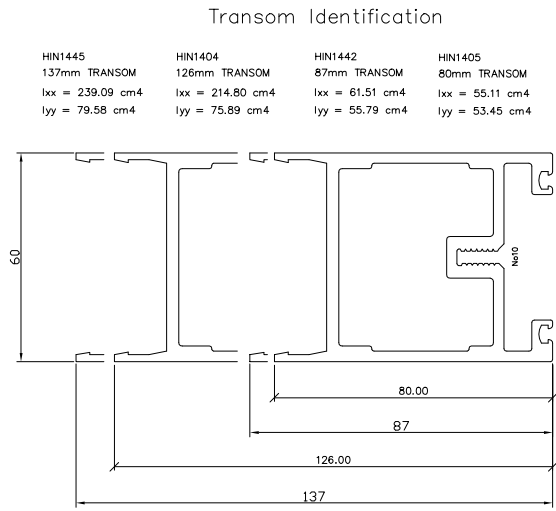 Transom Identification
HIN1445
137mm TRANSOM
Ixx = 239.09 cm4
Iyy = 79.58 cm4
HIN1404
126mm TRANSOM
Ixx = 214.80 cm4
Iyy = 75.89 cm4
HIN1442
87mm TRANSOM
Ixx = 61.51 cm4
Iyy = 55.79 cm4
HIN1405
80mm TRANSOM
Ixx = 55.11 cm4
Iyy = 53.45 cm4
60
No10
80.00
87
126.00
137